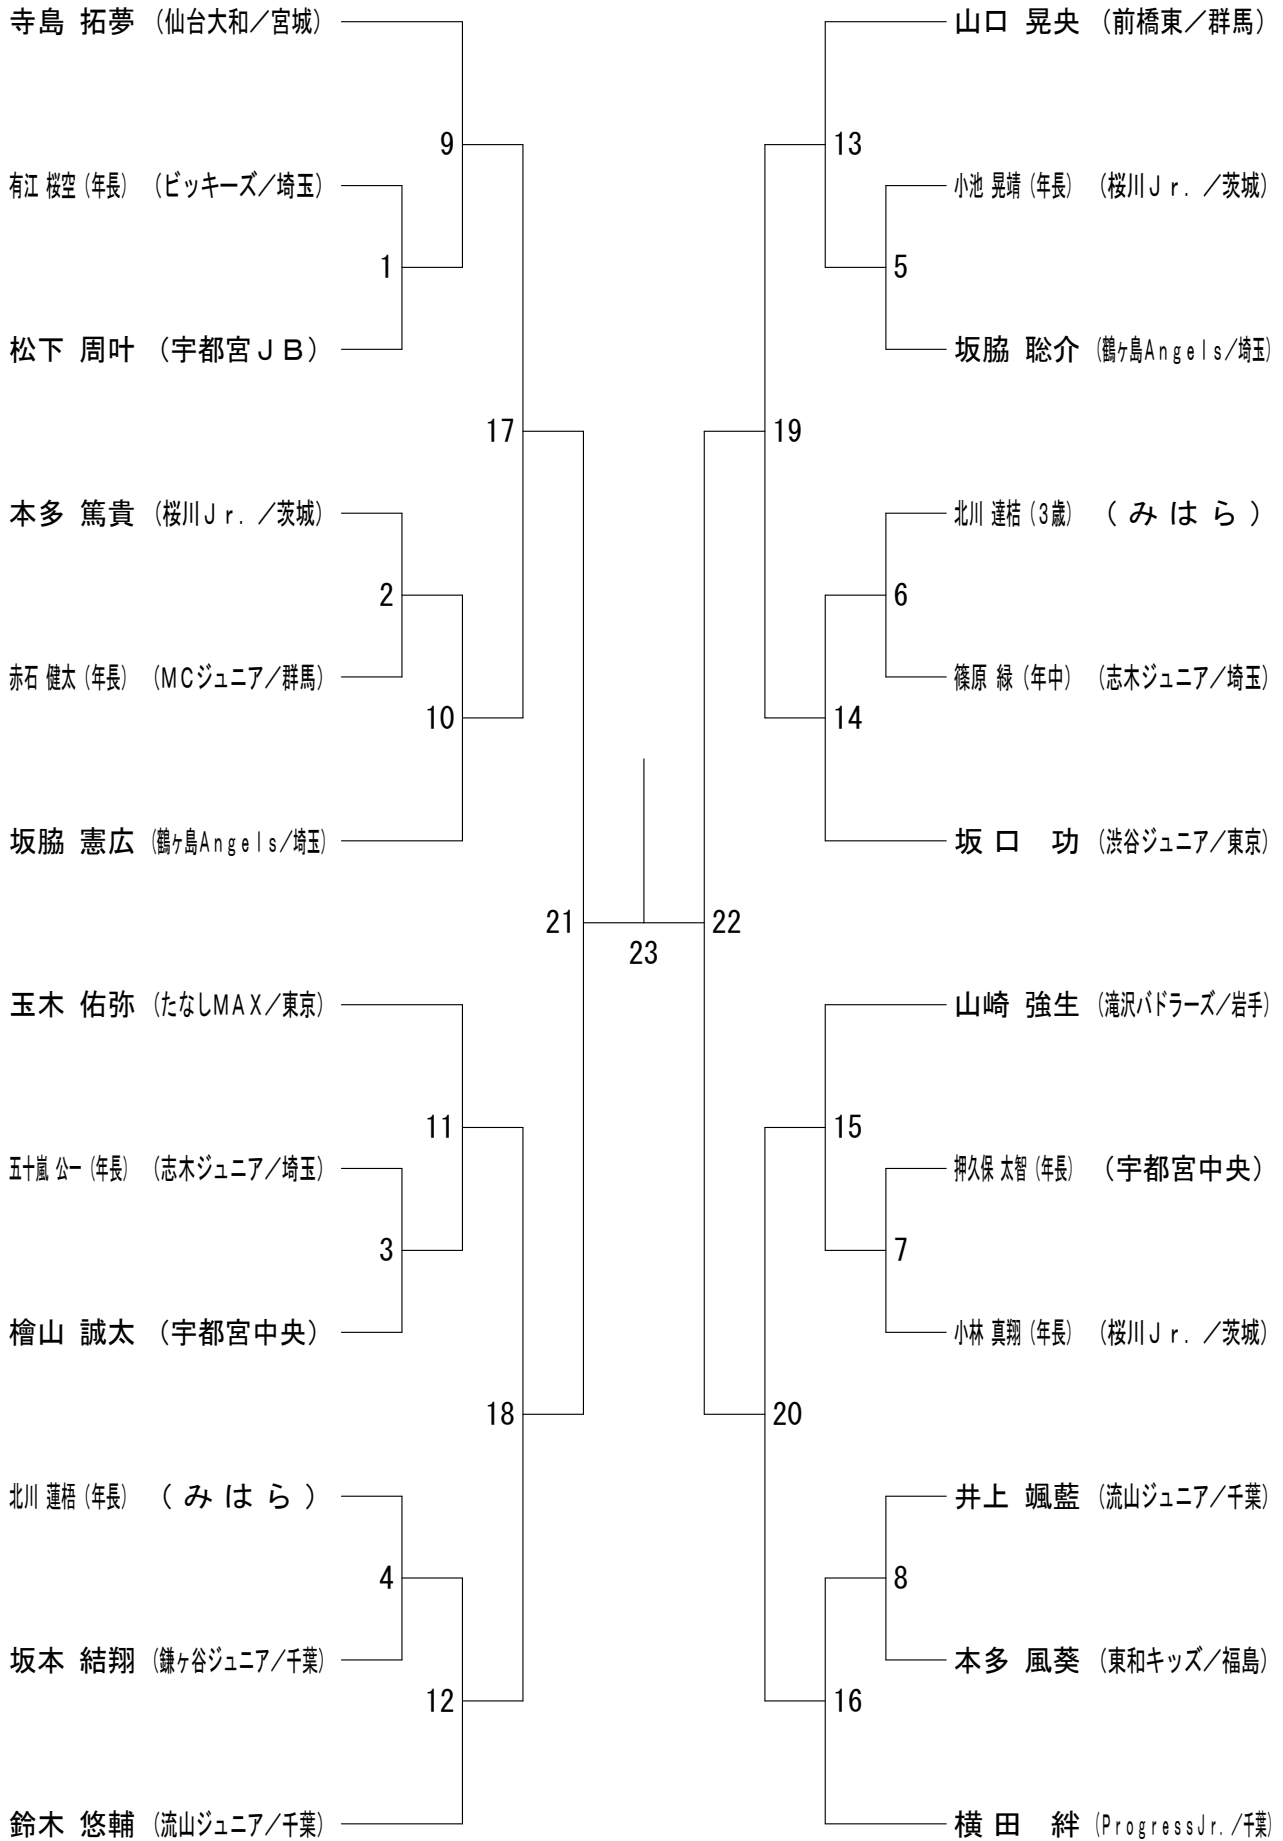 寺島 拓夢 (仙台大和／宮城)
9
有江 桜空 (年長) (ビッキーズ／埼玉)
1
松下 周叶 (宇都宮ＪＢ)
17
本多 篤貴 (桜川Ｊｒ．／茨城)
2
赤石 健太 (年長) (MCジュニア／群馬)
10
坂脇 憲広 (鶴ヶ島Angels／埼玉)
21
玉木 佑弥 (たなしMAX／東京)
11
五十嵐 公一 (年長) (志木ジュニア／埼玉)
3
檜山 誠太 (宇都宮中央)
18
北川 蓮梧 (年長) (みはら)
4
坂本 結翔 (鎌ヶ谷ジュニア／千葉)
12
鈴木 悠輔 (流山ジュニア／千葉)
23
山口 晃央 (前橋東／群馬)
13
小池 晃靖 (年長) (桜川Ｊｒ．／茨城)
5
坂脇 聡介 (鶴ヶ島Angels／埼玉)
19
北川 達桔 (3歳) (みはら)
6
篠原 緑 (年中) (志木ジュニア／埼玉)
14
坂口 功 (渋谷ジュニア／東京)
22
山崎 強生 (滝沢バドラーズ／岩手)
15
押久保 太智 (年長) (宇都宮中央)
7
小林 真翔 (年長) (桜川Ｊｒ．／茨城)
20
井上 颯藍 (流山ジュニア／千葉)
8
本多 風葵 (東和キッズ／福島)
16
横田 絆 (ProgressJr.／千葉)